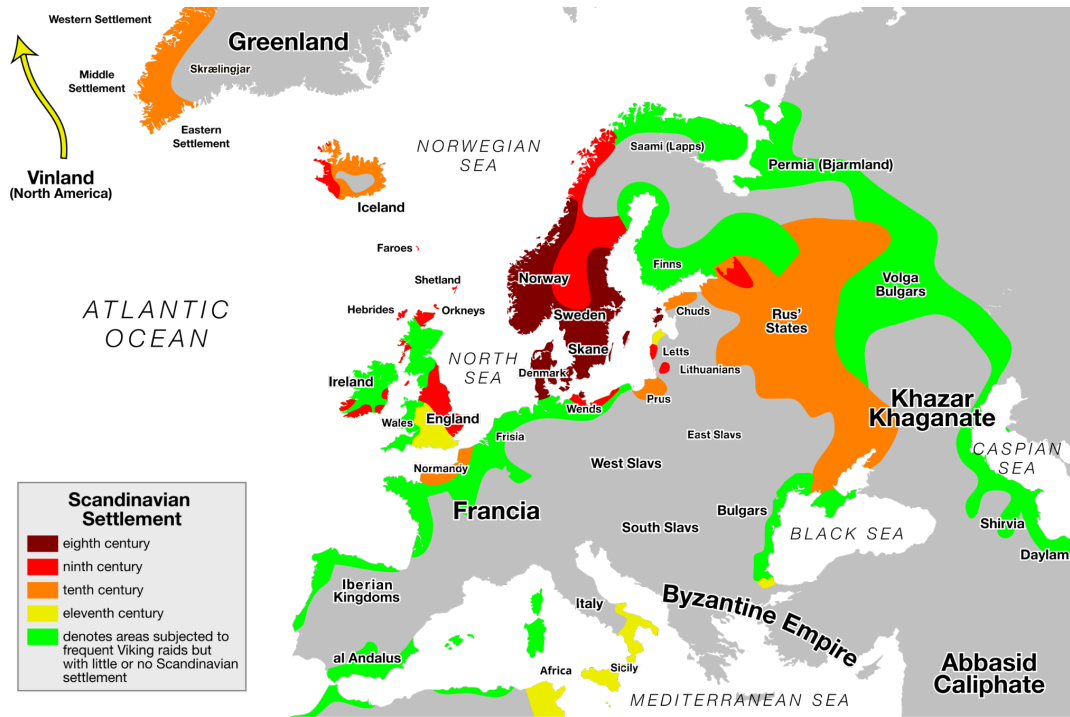 Western Settlement
Greenland
Skrælingjar
Middle
Settlement
Eastern
Settlement
Vinland
(North America)
NORWEGIAN
SEA
Saami (Lapps)
Permia (Bjarmland)
Iceland
Faroes
Shetland
Hebrides
Orkneys
ATLANTIC
OCEAN
Norway
Finns
Volga
Bulgars
Sweden
Chuds
Rus'
States
NORTH
SEA
Skane
Letts
Denmark
Lithuanians
Ireland
Prus
Wends
Khazar
Khaganate
Wales
England
Frisia
East Slavs
CASPIAN
SEA
Normandy
West Slavs
Francia
Bulgars
South Slavs
BLACK SEA
Shirvia
Daylam
Scandinavian
Settlement
eighth century
ninth century
tenth century
eleventh century
denotes areas subjected to
frequent Viking raids but
with little or no Scandinavian
settlement
Iberian
Kingdoms
Italy
Byzantine Empire
al Andalus
Africa
Sicily
Abbasid
Caliphate
MEDITERRANEAN SEA